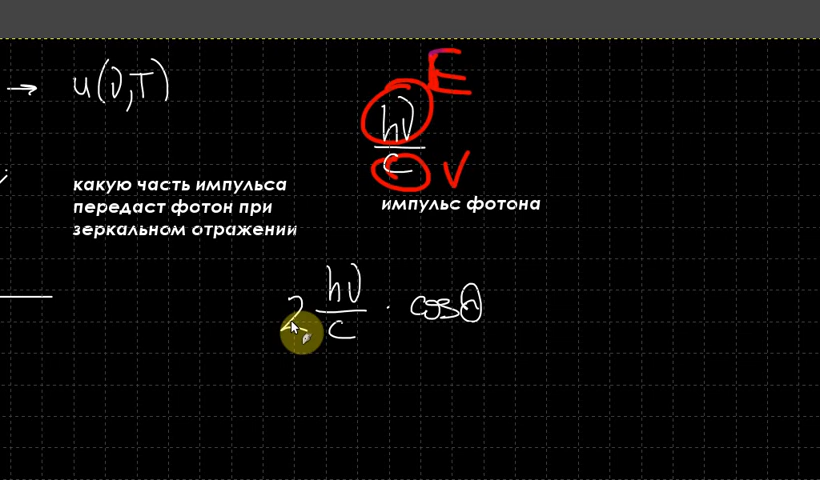 → u(ν,T)
E
hν
c V
какую часть импульса
передаст фотон при
зеркальном отражении
импульс фотона
2 hν/c · cosΘ